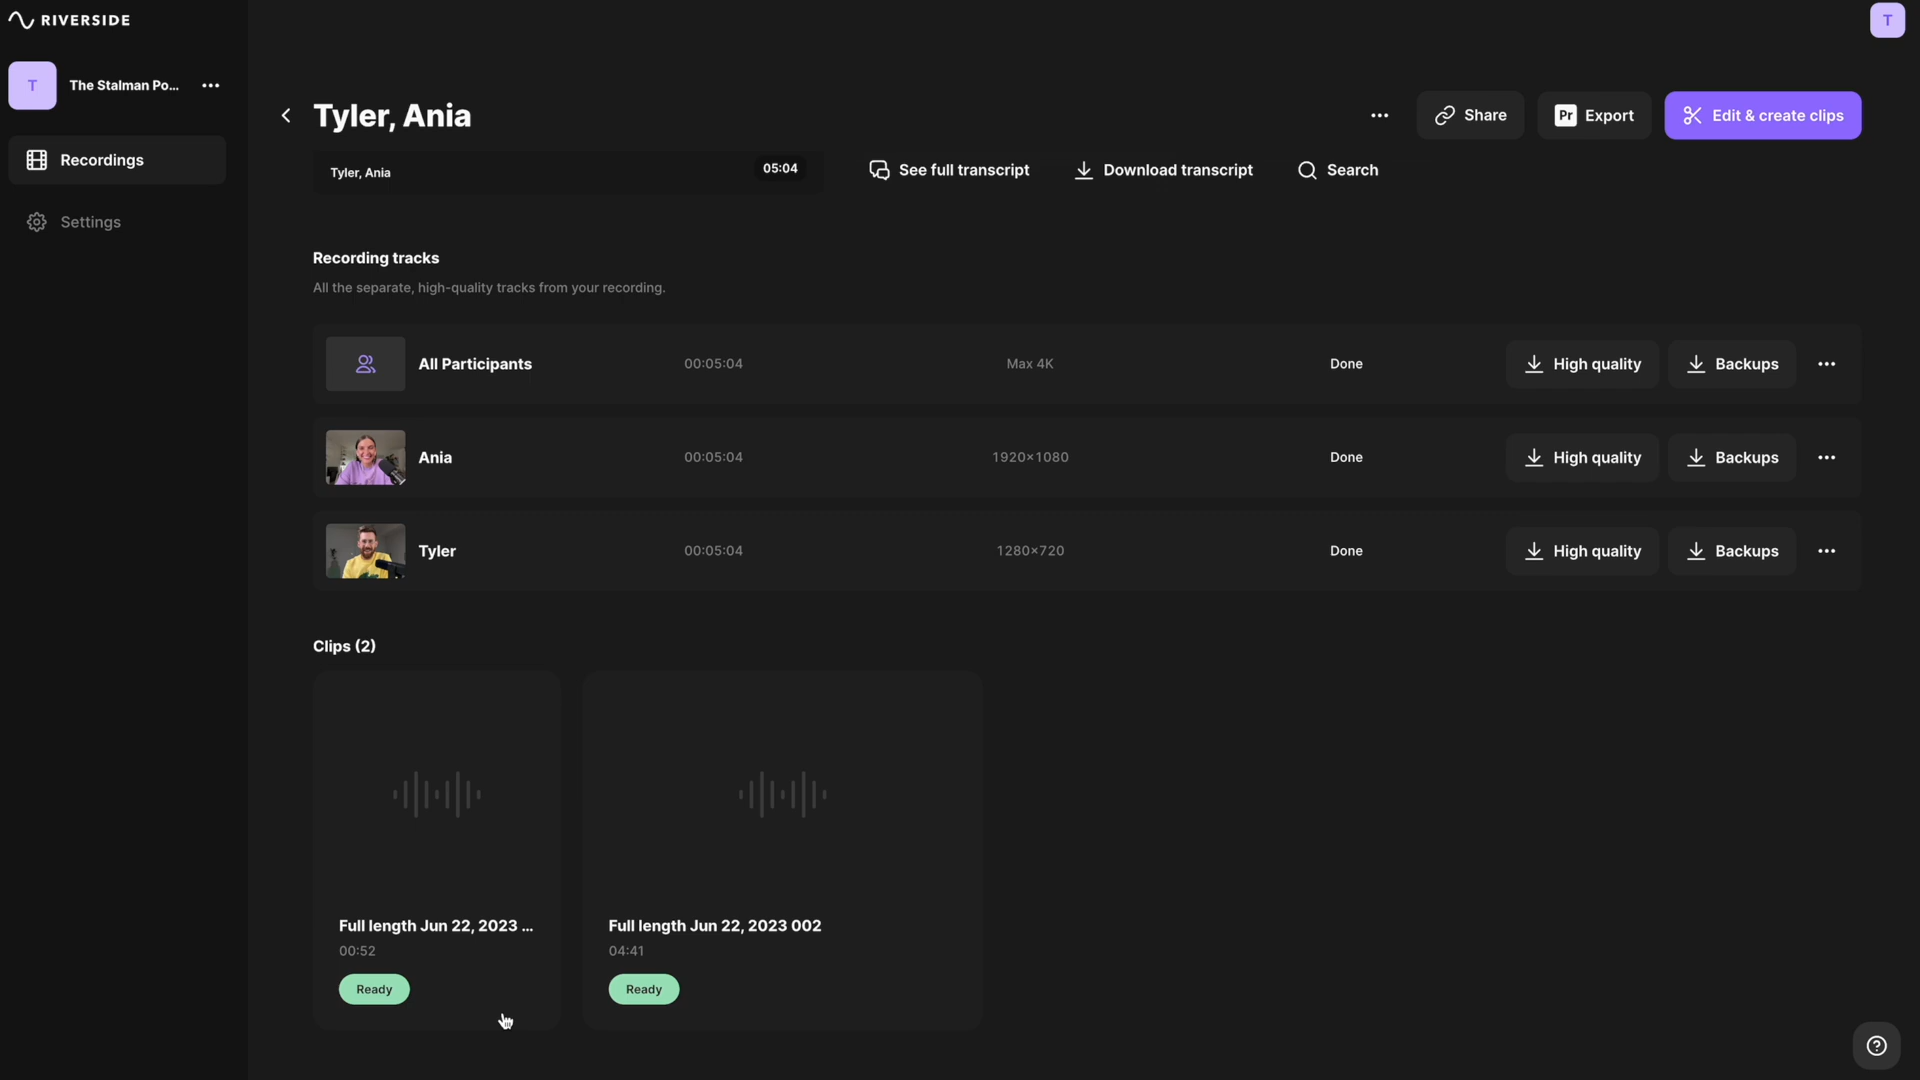 RIVERSIDE
T
T
The Stalman Po...
Tyler, Ania
Share
Pr Export
Edit & create clips
Recordings
Settings
Tyler, Ania
05:04
See full transcript
Download transcript
Search
Recording tracks
All the separate, high-quality tracks from your recording.
All Participants 00:05:04 Max 4K Done High quality Backups
Ania 00:05:04 1920×1080 Done High quality Backups
Tyler 00:05:04 1280×720 Done High quality Backups
Clips (2)
Full length Jun 22, 2023 ...
00:52
Ready
Full length Jun 22, 2023 002
04:41
Ready